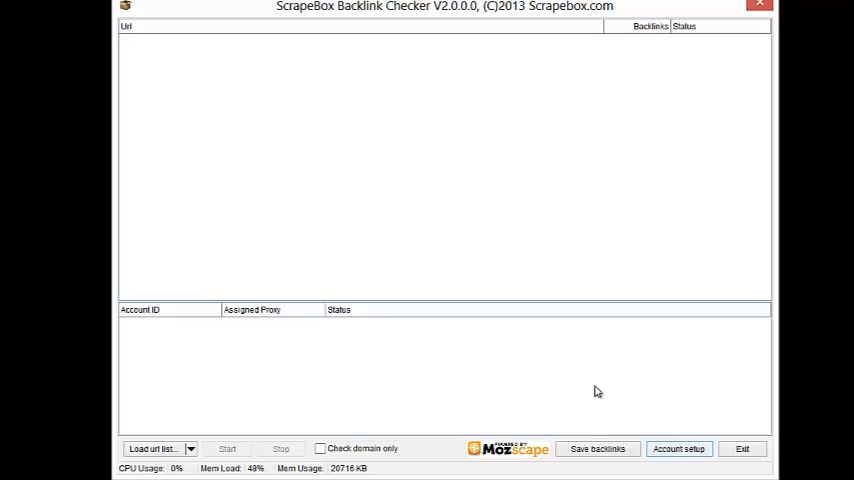 ScrapeBox Backlink Checker V2.0.0.0, (C)2013 Scrapebox.com
Url Backlinks Status
Account ID Assigned Proxy Status
Load url list... Start Stop Check domain only POWERED BY Mozscape Save backlinks Account setup Exit
CPU Usage: 0% Mem Load: 48% Mem Usage: 20716 KB